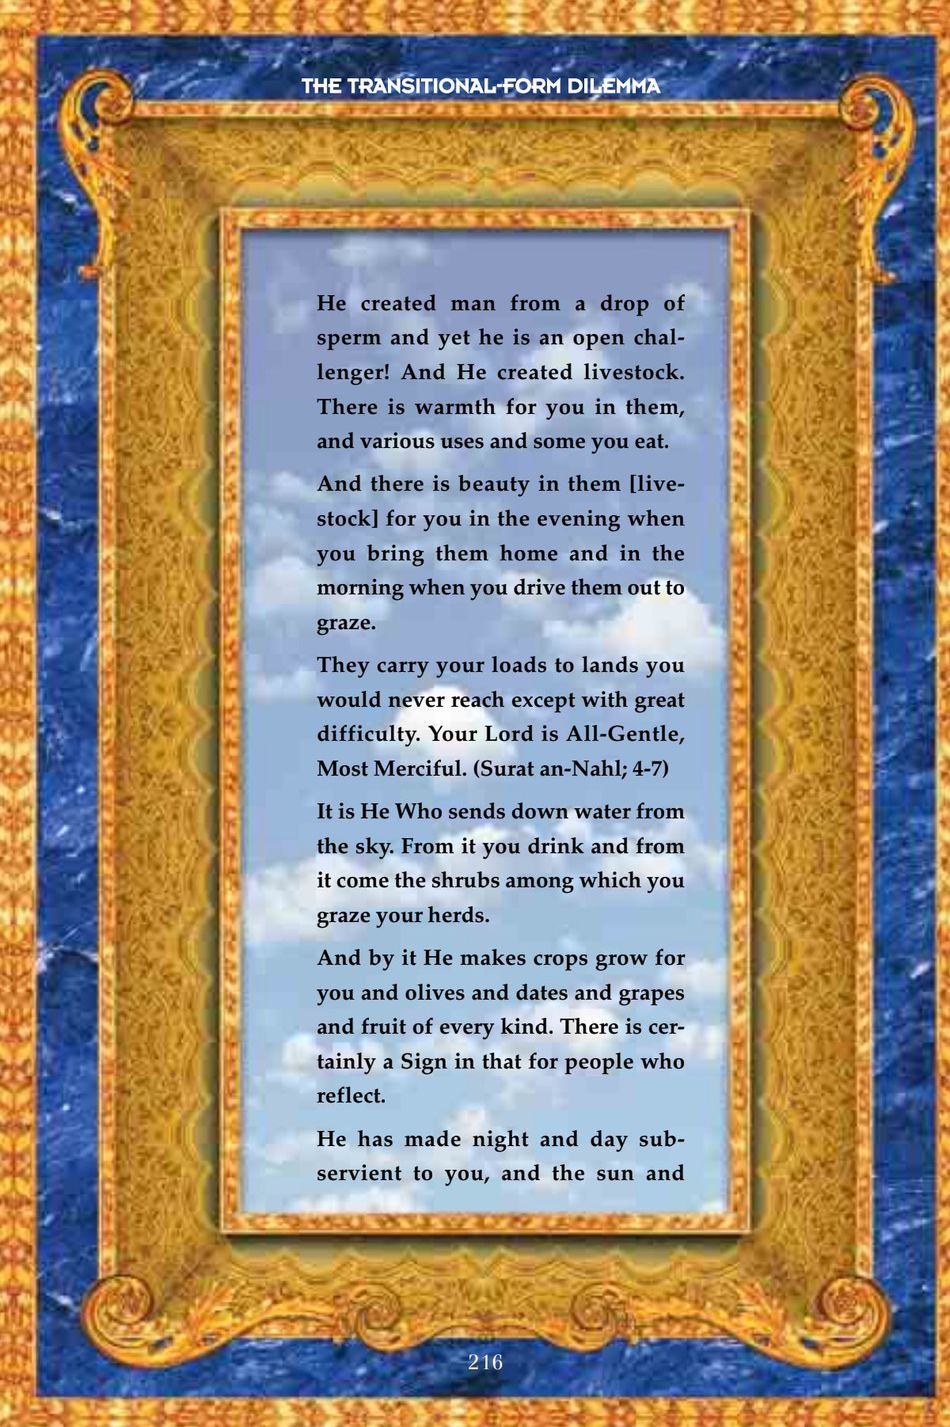 THE TRANSITIONAL-FORM DILEMMA
He created man from a drop of
sperm and yet he is an open chal-
lenger! And He created livestock.
There is warmth for you in them,
and various uses and some you eat.
And there is beauty in them [live-
stock] for you in the evening when
you bring them home and in the
morning when you drive them out to
graze.
They carry your loads to lands you
would never reach except with great
difficulty. Your Lord is All-Gentle,
Most Merciful. (Surat an-Nahl; 4-7)
It is He Who sends down water from
the sky. From it you drink and from
it come the shrubs among which you
graze your herds.
And by it He makes crops grow for
you and olives and dates and grapes
and fruit of every kind. There is cer-
tainly a Sign in that for people who
reflect.
He has made night and day sub-
servient to you, and the sun and
216